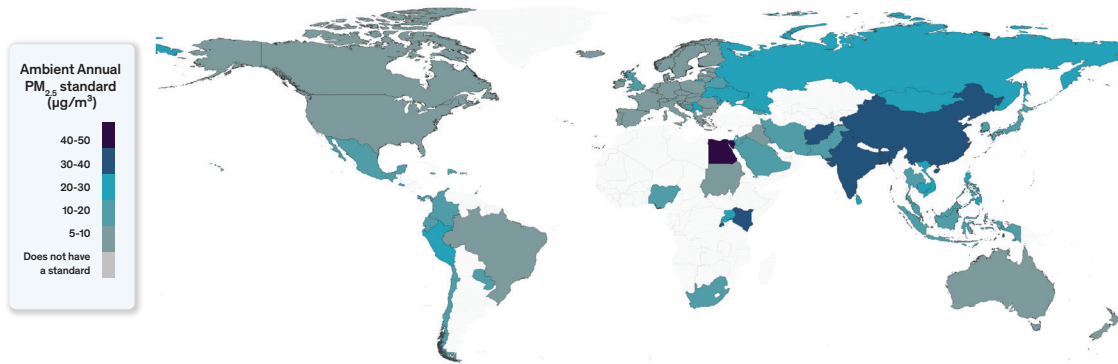 Ambient Annual
PM2.5 standard
(μg/m³)
40-50
30-40
20-30
10-20
5-10
Does not have
a standard